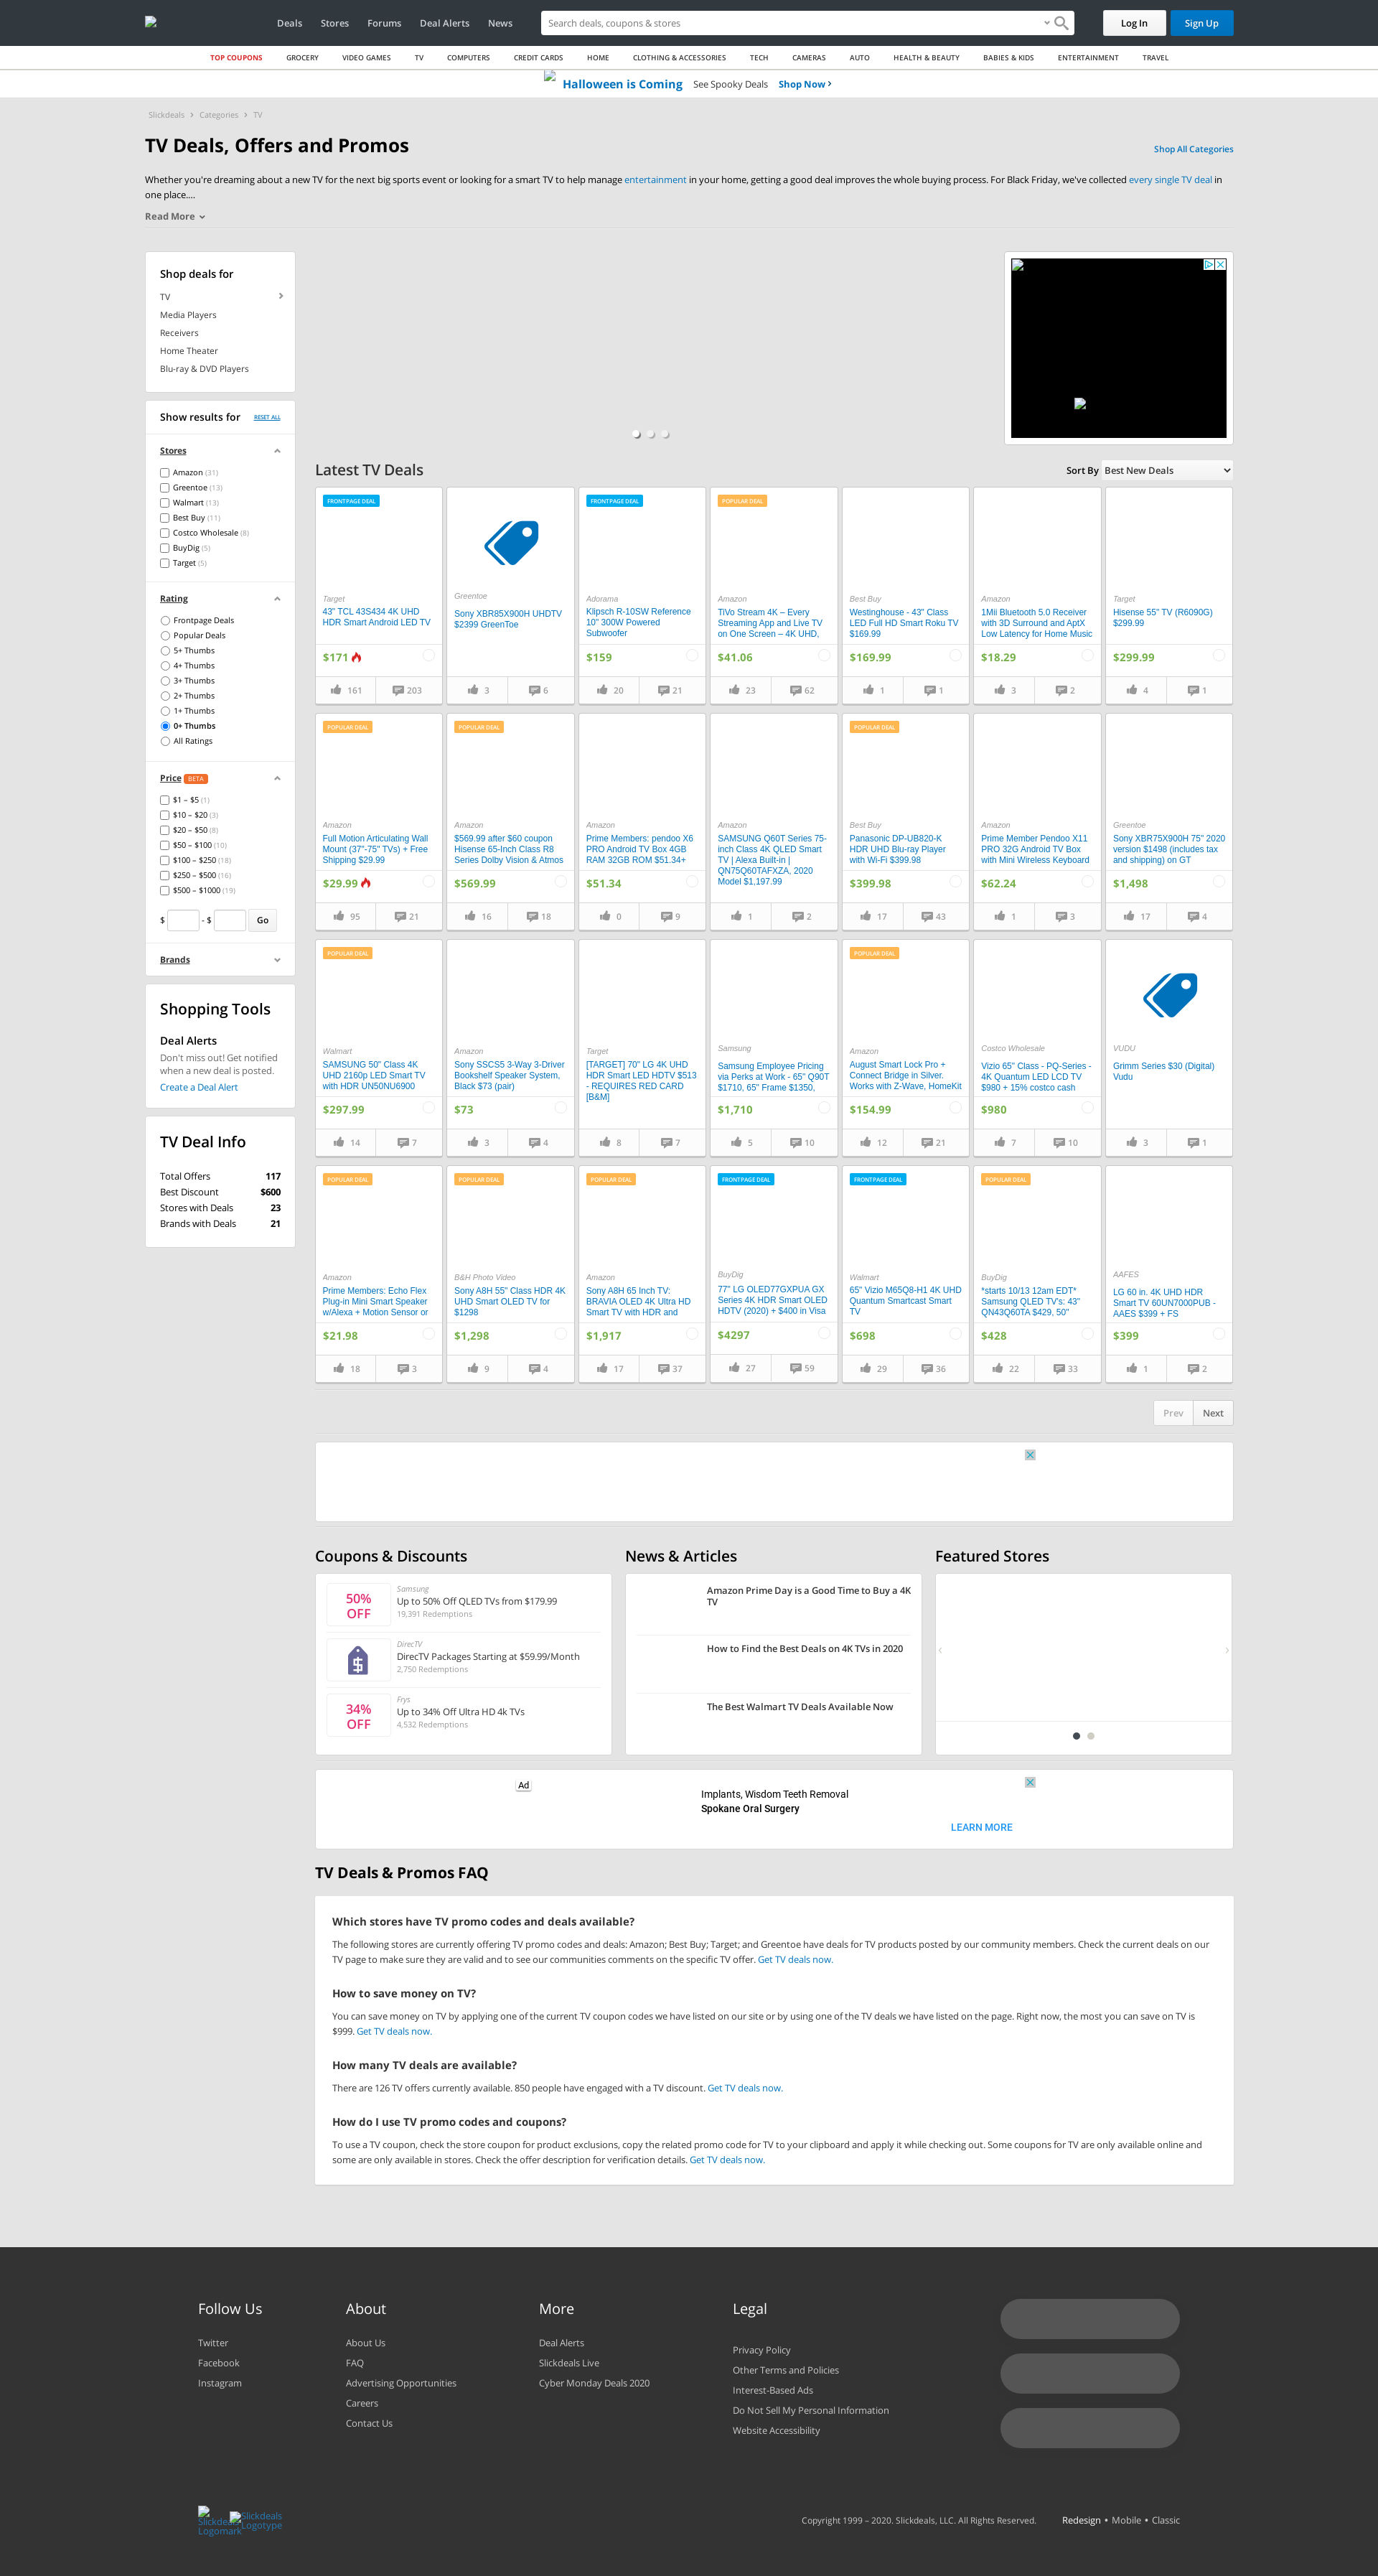 Deals Stores Forums Deal Alerts News
Search deals, coupons & stores
Log In Sign Up
TOP COUPONS GROCERY VIDEO GAMES TV COMPUTERS CREDIT CARDS HOME CLOTHING & ACCESSORIES TECH CAMERAS AUTO HEALTH & BEAUTY BABIES & KIDS ENTERTAINMENT TRAVEL
Halloween is Coming See Spooky Deals Shop Now
Slickdeals Categories TV
TV Deals, Offers and Promos
Shop All Categories
Whether you're dreaming about a new TV for the next big sports event or looking for a smart TV to help manage entertainment in your home, getting a good deal improves the whole buying process. For Black Friday, we've collected every single TV deal in
one place....
Read More
Shop deals for
TV
Media Players
Receivers
Home Theater
Blu-ray & DVD Players
Show results for RESET ALL
Stores
Amazon (31)
Greentoe (13)
Walmart (13)
Best Buy (11)
Costco Wholesale (8)
BuyDig (5)
Target (5)
Rating
Frontpage Deals
Popular Deals
5+ Thumbs
4+ Thumbs
3+ Thumbs
2+ Thumbs
1+ Thumbs
0+ Thumbs
All Ratings
Price BETA
$1 – $5 (1)
$10 – $20 (3)
$20 – $50 (8)
$50 – $100 (10)
$100 – $250 (18)
$250 – $500 (16)
$500 – $1000 (19)
$ - $ Go
Brands
Shopping Tools
Deal Alerts
Don't miss out! Get notified
when a new deal is posted.
Create a Deal Alert
TV Deal Info
Total Offers 117
Best Discount $600
Stores with Deals 23
Brands with Deals 21
Latest TV Deals
Sort By Best New Deals
FRONTPAGE DEAL
Target
43" TCL 43S434 4K UHD
HDR Smart Android LED TV
$171
161 203
Greentoe
Sony XBR85X900H UHDTV
$2399 GreenToe
3 6
FRONTPAGE DEAL
Adorama
Klipsch R-10SW Reference
10" 300W Powered
Subwoofer
$159
20 21
POPULAR DEAL
Amazon
TiVo Stream 4K – Every
Streaming App and Live TV
on One Screen – 4K UHD,
$41.06
23 62
Best Buy
Westinghouse - 43" Class
LED Full HD Smart Roku TV
$169.99
$169.99
1 1
Amazon
1Mii Bluetooth 5.0 Receiver
with 3D Surround and AptX
Low Latency for Home Music
$18.29
3 2
Target
Hisense 55" TV (R6090G)
$299.99
$299.99
4 1
POPULAR DEAL
Amazon
Full Motion Articulating Wall
Mount (37"-75" TVs) + Free
Shipping $29.99
$29.99
95 21
POPULAR DEAL
Amazon
$569.99 after $60 coupon
Hisense 65-Inch Class R8
Series Dolby Vision & Atmos
$569.99
16 18
Amazon
Prime Members: pendoo X6
PRO Android TV Box 4GB
RAM 32GB ROM $51.34+
$51.34
0 9
Amazon
SAMSUNG Q60T Series 75-
inch Class 4K QLED Smart
TV | Alexa Built-in |
QN75Q60TAFXZA, 2020
Model $1,197.99
1 2
POPULAR DEAL
Best Buy
Panasonic DP-UB820-K
HDR UHD Blu-ray Player
with Wi-Fi $399.98
$399.98
17 43
Amazon
Prime Member Pendoo X11
PRO 32G Android TV Box
with Mini Wireless Keyboard
$62.24
1 3
Greentoe
Sony XBR75X900H 75" 2020
version $1498 (includes tax
and shipping) on GT
$1,498
17 4
POPULAR DEAL
Walmart
SAMSUNG 50" Class 4K
UHD 2160p LED Smart TV
with HDR UN50NU6900
$297.99
14 7
Amazon
Sony SSCS5 3-Way 3-Driver
Bookshelf Speaker System,
Black $73 (pair)
$73
3 4
Target
[TARGET] 70" LG 4K UHD
HDR Smart LED HDTV $513
- REQUIRES RED CARD
[B&M]
8 7
Samsung
Samsung Employee Pricing
via Perks at Work - 65" Q90T
$1710, 65" Frame $1350,
$1,710
5 10
POPULAR DEAL
Amazon
August Smart Lock Pro +
Connect Bridge in Silver.
Works with Z-Wave, HomeKit
$154.99
12 21
Costco Wholesale
Vizio 65" Class - PQ-Series -
4K Quantum LED LCD TV
$980 + 15% costco cash
$980
7 10
VUDU
Grimm Series $30 (Digital)
Vudu
3 1
POPULAR DEAL
Amazon
Prime Members: Echo Flex
Plug-in Mini Smart Speaker
w/Alexa + Motion Sensor or
$21.98
18 3
POPULAR DEAL
B&H Photo Video
Sony A8H 55" Class HDR 4K
UHD Smart OLED TV for
$1298
$1,298
9 4
POPULAR DEAL
Amazon
Sony A8H 65 Inch TV:
BRAVIA OLED 4K Ultra HD
Smart TV with HDR and
$1,917
17 37
FRONTPAGE DEAL
BuyDig
77" LG OLED77GXPUA GX
Series 4K HDR Smart OLED
HDTV (2020) + $400 in Visa
$4297
27 59
FRONTPAGE DEAL
Walmart
65" Vizio M65Q8-H1 4K UHD
Quantum Smartcast Smart
TV
$698
29 36
POPULAR DEAL
BuyDig
*starts 10/13 12am EDT*
Samsung QLED TV's: 43"
QN43Q60TA $429, 50"
$428
22 33
AAFES
LG 60 in. 4K UHD HDR
Smart TV 60UN7000PUB -
AAES $399 + FS
$399
1 2
Prev Next
Coupons & Discounts
50%
OFF
Samsung
Up to 50% Off QLED TVs from $179.99
19,391 Redemptions
DirecTV
DirecTV Packages Starting at $59.99/Month
2,750 Redemptions
34%
OFF
Frys
Up to 34% Off Ultra HD 4k TVs
4,532 Redemptions
News & Articles
Amazon Prime Day is a Good Time to Buy a 4K
TV
How to Find the Best Deals on 4K TVs in 2020
The Best Walmart TV Deals Available Now
Featured Stores
Ad
Implants, Wisdom Teeth Removal
Spokane Oral Surgery
LEARN MORE
TV Deals & Promos FAQ
Which stores have TV promo codes and deals available?
The following stores are currently offering TV promo codes and deals: Amazon; Best Buy; Target; and Greentoe have deals for TV products posted by our community members. Check the current deals on our
TV page to make sure they are valid and to see our communities comments on the specific TV offer. Get TV deals now.
How to save money on TV?
You can save money on TV by applying one of the current TV coupon codes we have listed on our site or by using one of the TV deals we have listed on the page. Right now, the most you can save on TV is
$999. Get TV deals now.
How many TV deals are available?
There are 126 TV offers currently available. 850 people have engaged with a TV discount. Get TV deals now.
How do I use TV promo codes and coupons?
To use a TV coupon, check the store coupon for product exclusions, copy the related promo code for TV to your clipboard and apply it while checking out. Some coupons for TV are only available online and
some are only available in stores. Check the offer description for verification details. Get TV deals now.
Follow Us
Twitter
Facebook
Instagram
About
About Us
FAQ
Advertising Opportunities
Careers
Contact Us
More
Deal Alerts
Slickdeals Live
Cyber Monday Deals 2020
Legal
Privacy Policy
Other Terms and Policies
Interest-Based Ads
Do Not Sell My Personal Information
Website Accessibility
Slickdeals
Logomark
Slickdeals
Logotype
Copyright 1999 – 2020. Slickdeals, LLC. All Rights Reserved. Redesign • Mobile • Classic